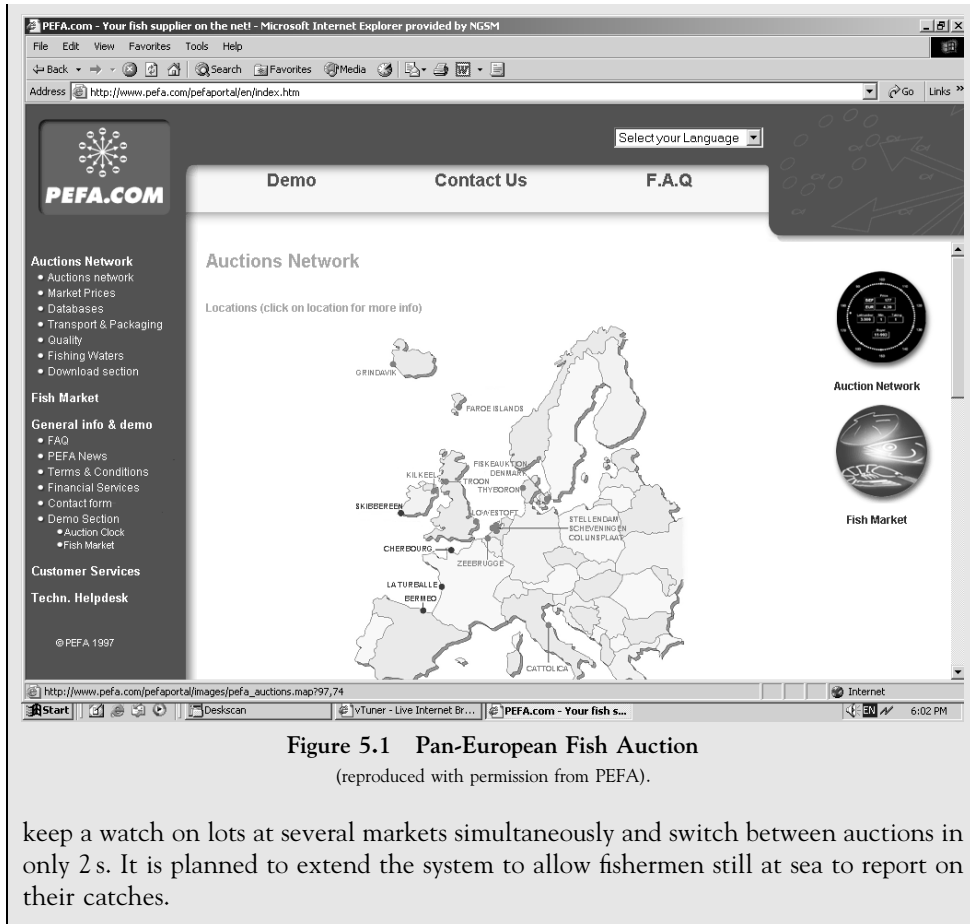 PEFA.com - Your fish supplier on the net! - Microsoft Internet Explorer provided by NGSM
File Edit View Favorites Tools Help
Back Search Favorites Media
Address http://www.pefa.com/pefaportal/en/index.htm Go Links »
Select your Language
PEFA.COM
Demo Contact Us F.A.Q
Auctions Network
• Auctions network
• Market Prices
• Databases
• Transport & Packaging
• Quality
• Fishing Waters
• Download section
Fish Market
General info & demo
• FAQ
• PEFA News
• Terms & Conditions
• Financial Services
• Contact form
• Demo Section
• Auction Clock
• Fish Market
Customer Services
Techn. Helpdesk
© PEFA 1997
Auctions Network
Locations (click on location for more info)
GRINDAVIK
FAROE ISLANDS
FISKEAUKTION
DENMARK
KILKEEL
TROON
THYBORON
SKIBBEREEN
LOWESTOFT
STELLENDAM
SCHEVENINGEN
COLIJNSPLAAT
CHERBOURG
ZEEBRUGGE
LA TURBALLE
BERMEO
CATTOLICA
Auction Network
Fish Market
http://www.pefa.com/pefaportal/images/pefa_auctions.map?97,74 Internet
Start Deskscan vTuner - Live Internet Br... PEFA.com - Your fish s... EN 6:02 PM
Figure 5.1 Pan-European Fish Auction
(reproduced with permission from PEFA).
keep a watch on lots at several markets simultaneously and switch between auctions in
only 2 s. It is planned to extend the system to allow fishermen still at sea to report on
their catches.